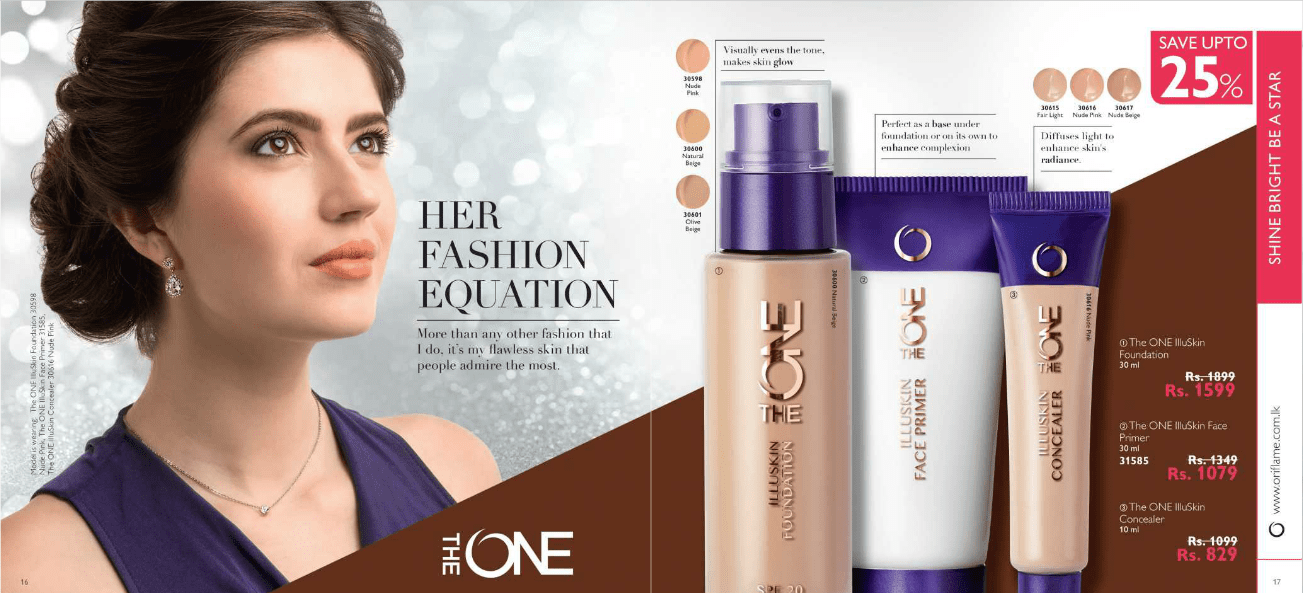 Model is wearing: The ONE IlluSkin Foundation 30598
Nude Pink, The ONE IlluSkin Face Primer 31585,
The ONE IlluSkin Concealer 30616 Nude Pink
HER
FASHION
EQUATION
More than any other fashion that
I do, it's my flawless skin that
people admire the most.
THE ONE
16
30598
Nude
Pink
30600
Natural
Beige
30601
Olive
Beige
Visually evens the tone,
makes skin glow
Perfect as a base under
foundation or on its own to
enhance complexion
30615
Fair Light
30616
Nude Pink
30617
Nude Beige
Diffuses light to
enhance skin's
radiance.
SAVE UPTO
25%
SHINE BRIGHT BE A STAR
①
30600 Natural Beige
THE ONE
ILLUSKIN
FOUNDATION
SPF 20
②
THE ONE
ILLUSKIN
FACE PRIMER
③
30616 Nude Pink
THE ONE
ILLUSKIN
CONCEALER
① The ONE IlluSkin
Foundation
30 ml
Rs. 1899
Rs. 1599
② The ONE IlluSkin Face
Primer
30 ml
31585
Rs. 1349
Rs. 1079
③ The ONE IlluSkin
Concealer
10 ml
Rs. 1099
Rs. 829
www.oriflame.com.lk
17